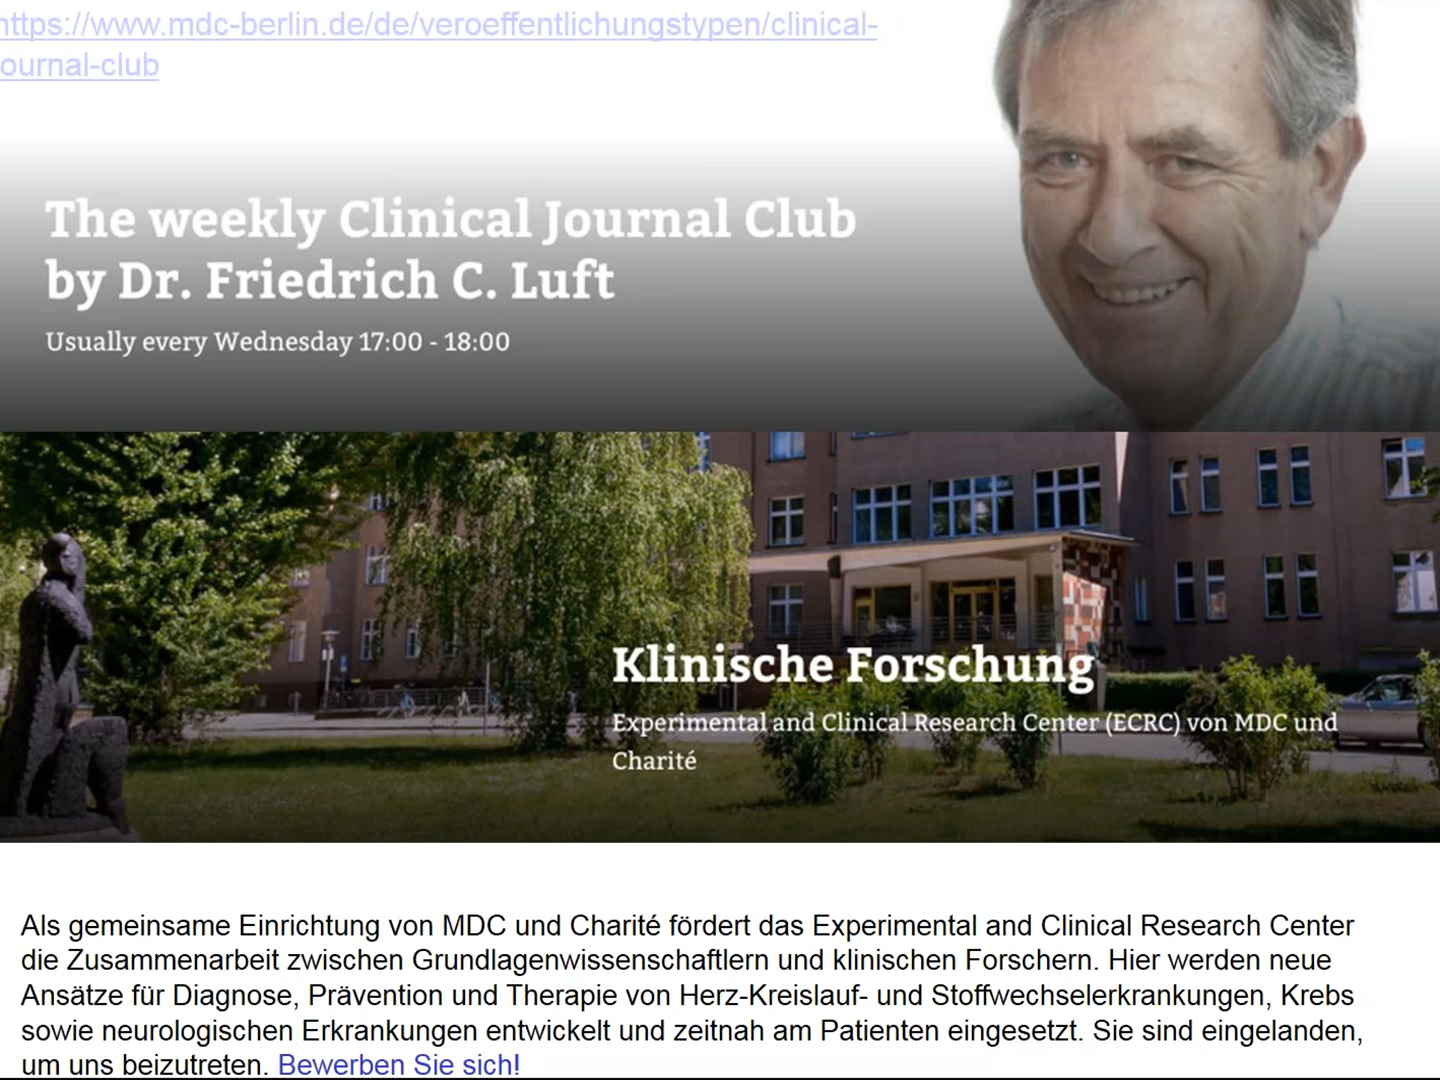 https://www.mdc-berlin.de/de/veroeffentlichungstypen/clinical-
ournal-club
The weekly Clinical Journal Club
by Dr. Friedrich C. Luft
Usually every Wednesday 17:00 - 18:00
Klinische Forschung
Experimental and Clinical Research Center (ECRC) von MDC und
Charité
Als gemeinsame Einrichtung von MDC und Charité fördert das Experimental and Clinical Research Center
die Zusammenarbeit zwischen Grundlagenwissenschaftlern und klinischen Forschern. Hier werden neue
Ansätze für Diagnose, Prävention und Therapie von Herz-Kreislauf- und Stoffwechselerkrankungen, Krebs
sowie neurologischen Erkrankungen entwickelt und zeitnah am Patienten eingesetzt. Sie sind eingelanden,
um uns beizutreten. Bewerben Sie sich!